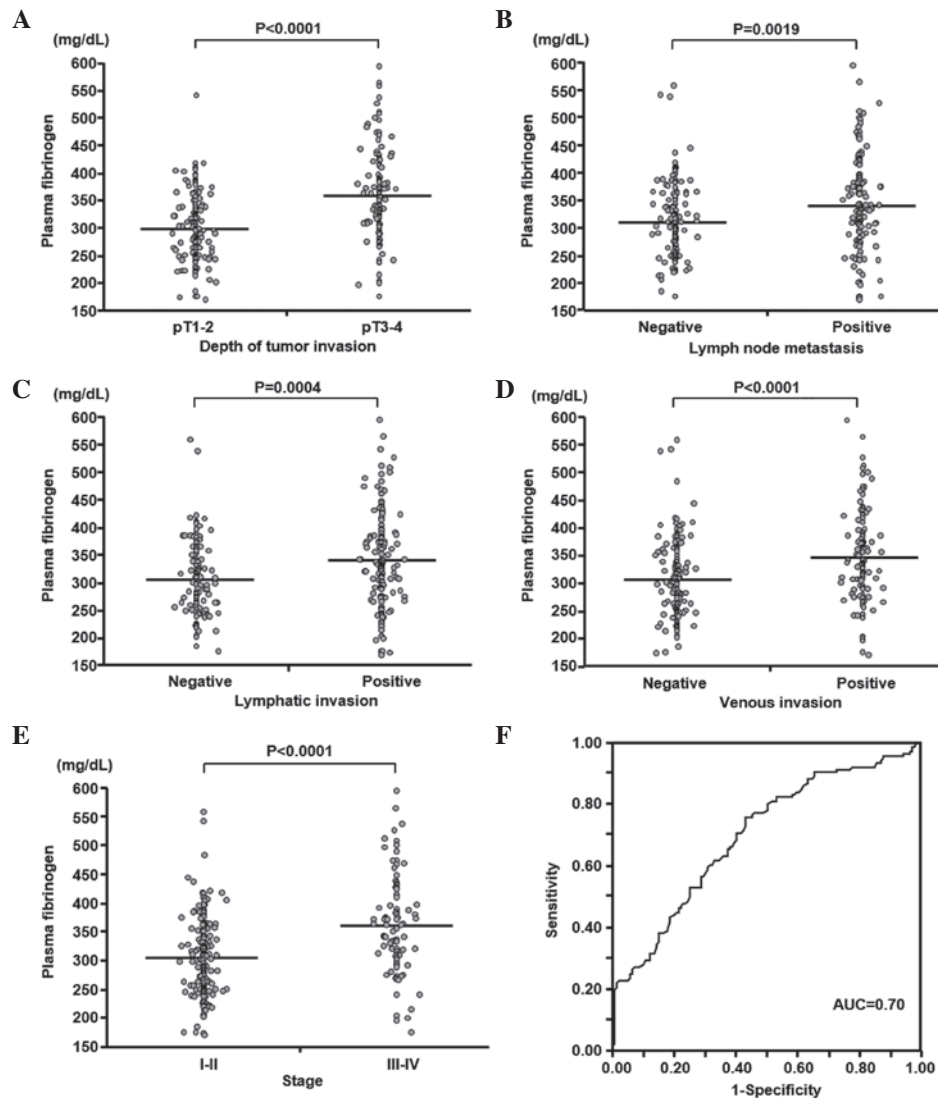 A
P<0.0001
(mg/dL)
600
550
500
450
400
350
300
250
200
150
Plasma fibrinogen
pT1-2
pT3-4
Depth of tumor invasion
B
P=0.0019
(mg/dL)
600
550
500
450
400
350
300
250
200
150
Plasma fibrinogen
Negative
Positive
Lymph node metastasis
C
P=0.0004
(mg/dL)
600
550
500
450
400
350
300
250
200
150
Plasma fibrinogen
Negative
Positive
Lymphatic invasion
D
P<0.0001
(mg/dL)
600
550
500
450
400
350
300
250
200
150
Plasma fibrinogen
Negative
Positive
Venous invasion
E
P<0.0001
(mg/dL)
600
550
500
450
400
350
300
250
200
150
Plasma fibrinogen
I-II
III-IV
Stage
F
1.00
0.80
0.60
0.40
0.20
0.00
Sensitivity
AUC=0.70
0.00 0.20 0.40 0.60 0.80 1.00
1-Specificity